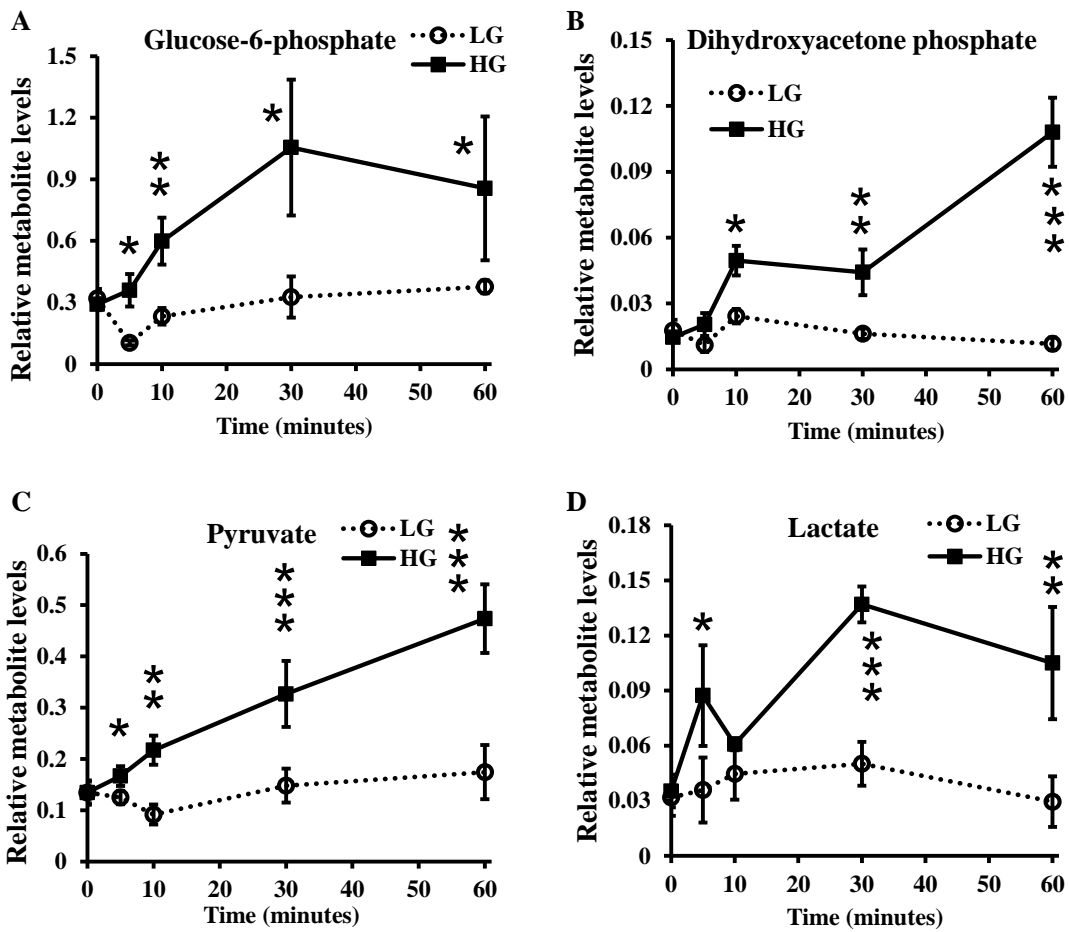 A
Glucose-6-phosphate
LG
HG
Relative metabolite levels
1.5
1.2
0.9
0.6
0.3
0
*
* *
*
*
0 10 20 30 40 50 60
Time (minutes)
B
Dihydroxyacetone phosphate
LG
HG
Relative metabolite levels
0.15
0.12
0.09
0.06
0.03
0
*
* *
* * *
0 10 20 30 40 50 60
Time (minutes)
C
Pyruvate
LG
HG
Relative metabolite levels
0.6
0.5
0.4
0.3
0.2
0.1
0
*
* *
* * *
* * *
0 10 20 30 40 50 60
Time (minutes)
D
Lactate
LG
HG
Relative metabolite levels
0.18
0.15
0.12
0.09
0.06
0.03
0
*
* * *
* *
0 10 20 30 40 50 60
Time (minutes)